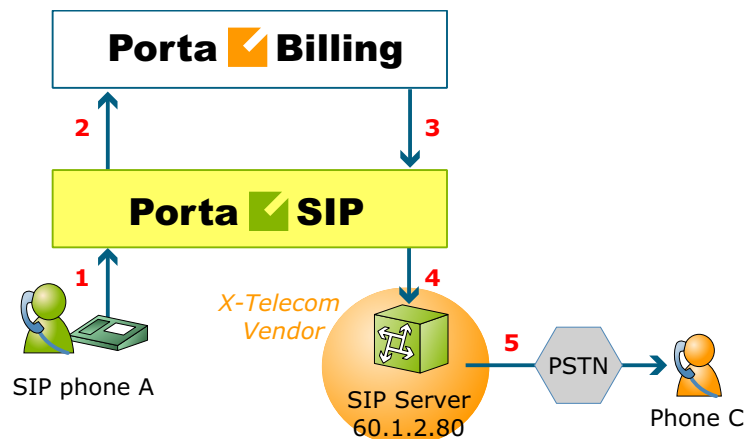 Porta Billing
2
3
Porta SIP
1
4
X-Telecom
Vendor
5
PSTN
SIP phone A
SIP Server
60.1.2.80
Phone C